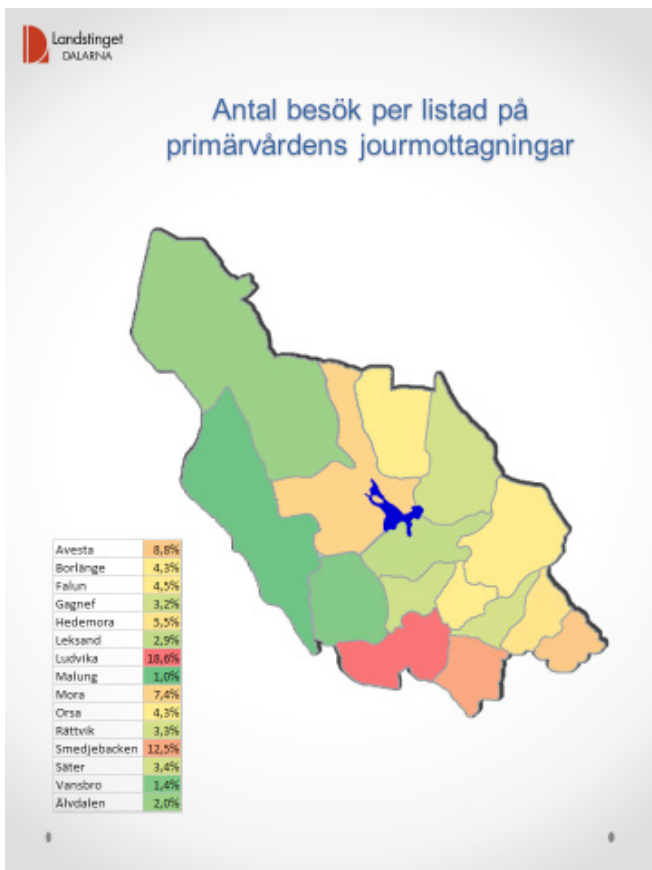 Landstinget
DALARNA
Antal besök per listad på
primärvårdens jourmottagningar
Avesta 8,8%
Borlänge 4,3%
Falun 4,5%
Gagnef 3,2%
Hedemora 5,5%
Leksand 2,9%
Ludvika 18,6%
Malung 1,0%
Mora 7,4%
Orsa 4,3%
Rättvik 3,3%
Smedjebacken 12,5%
Säter 3,4%
Vansbro 1,4%
Älvdalen 2,0%